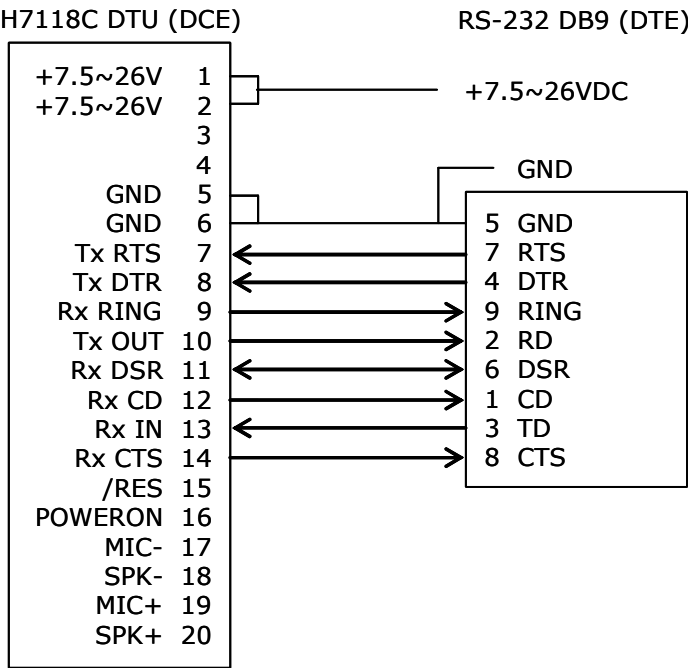 H7118C DTU (DCE)
RS-232 DB9 (DTE)
+7.5~26V 1
+7.5~26V 2
+7.5~26VDC
3
4
GND
GND 5
GND 6
5 GND
Tx RTS 7
7 RTS
Tx DTR 8
4 DTR
Rx RING 9
9 RING
Tx OUT 10
2 RD
Rx DSR 11
6 DSR
Rx CD 12
1 CD
Rx IN 13
3 TD
Rx CTS 14
8 CTS
/RES 15
POWERON 16
MIC- 17
SPK- 18
MIC+ 19
SPK+ 20